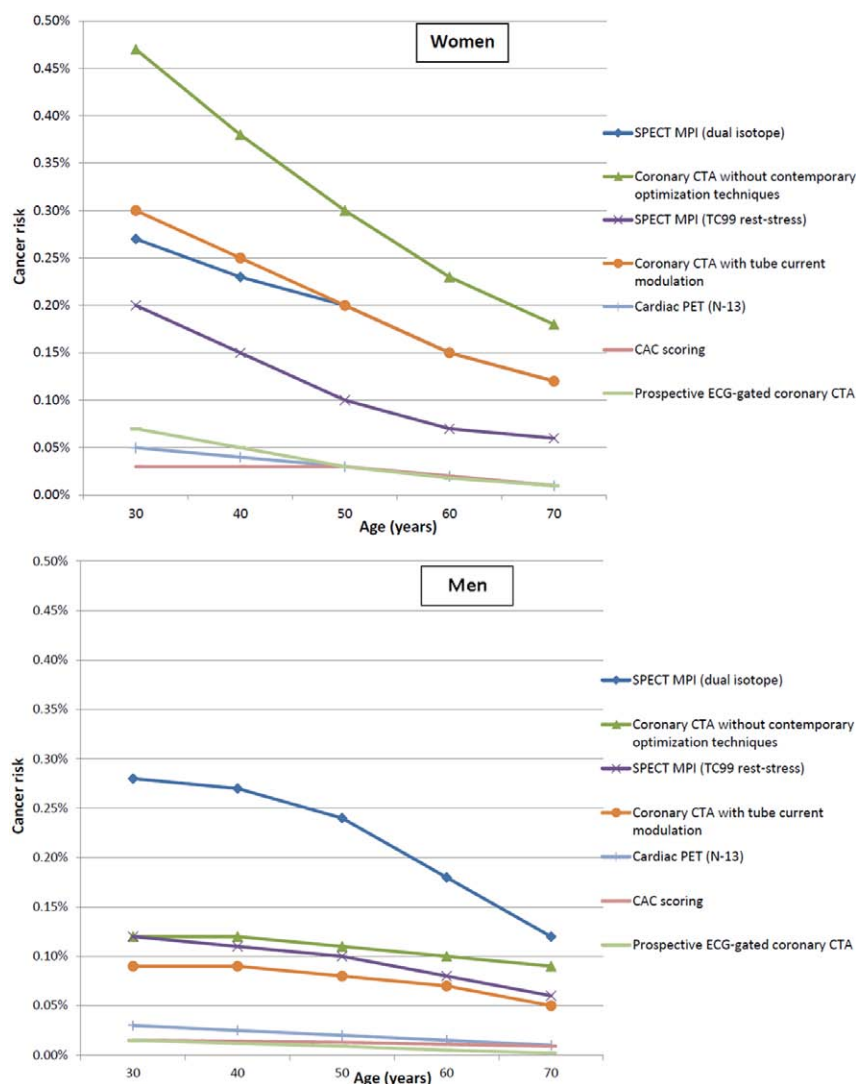 Women
0.50%
0.45%
0.40%
0.35%
0.30%
0.25%
0.20%
0.15%
0.10%
0.05%
0.00%
Cancer risk
30 40 50 60 70
Age (years)
SPECT MPI (dual isotope)
Coronary CTA without contemporary
optimization techniques
SPECT MPI (TC99 rest-stress)
Coronary CTA with tube current
modulation
Cardiac PET (N-13)
CAC scoring
Prospective ECG-gated coronary CTA
Men
0.50%
0.45%
0.40%
0.35%
0.30%
0.25%
0.20%
0.15%
0.10%
0.05%
0.00%
Cancer risk
30 40 50 60 70
Age (years)
SPECT MPI (dual isotope)
Coronary CTA without contemporary
optimization techniques
SPECT MPI (TC99 rest-stress)
Coronary CTA with tube current
modulation
Cardiac PET (N-13)
CAC scoring
Prospective ECG-gated coronary CTA